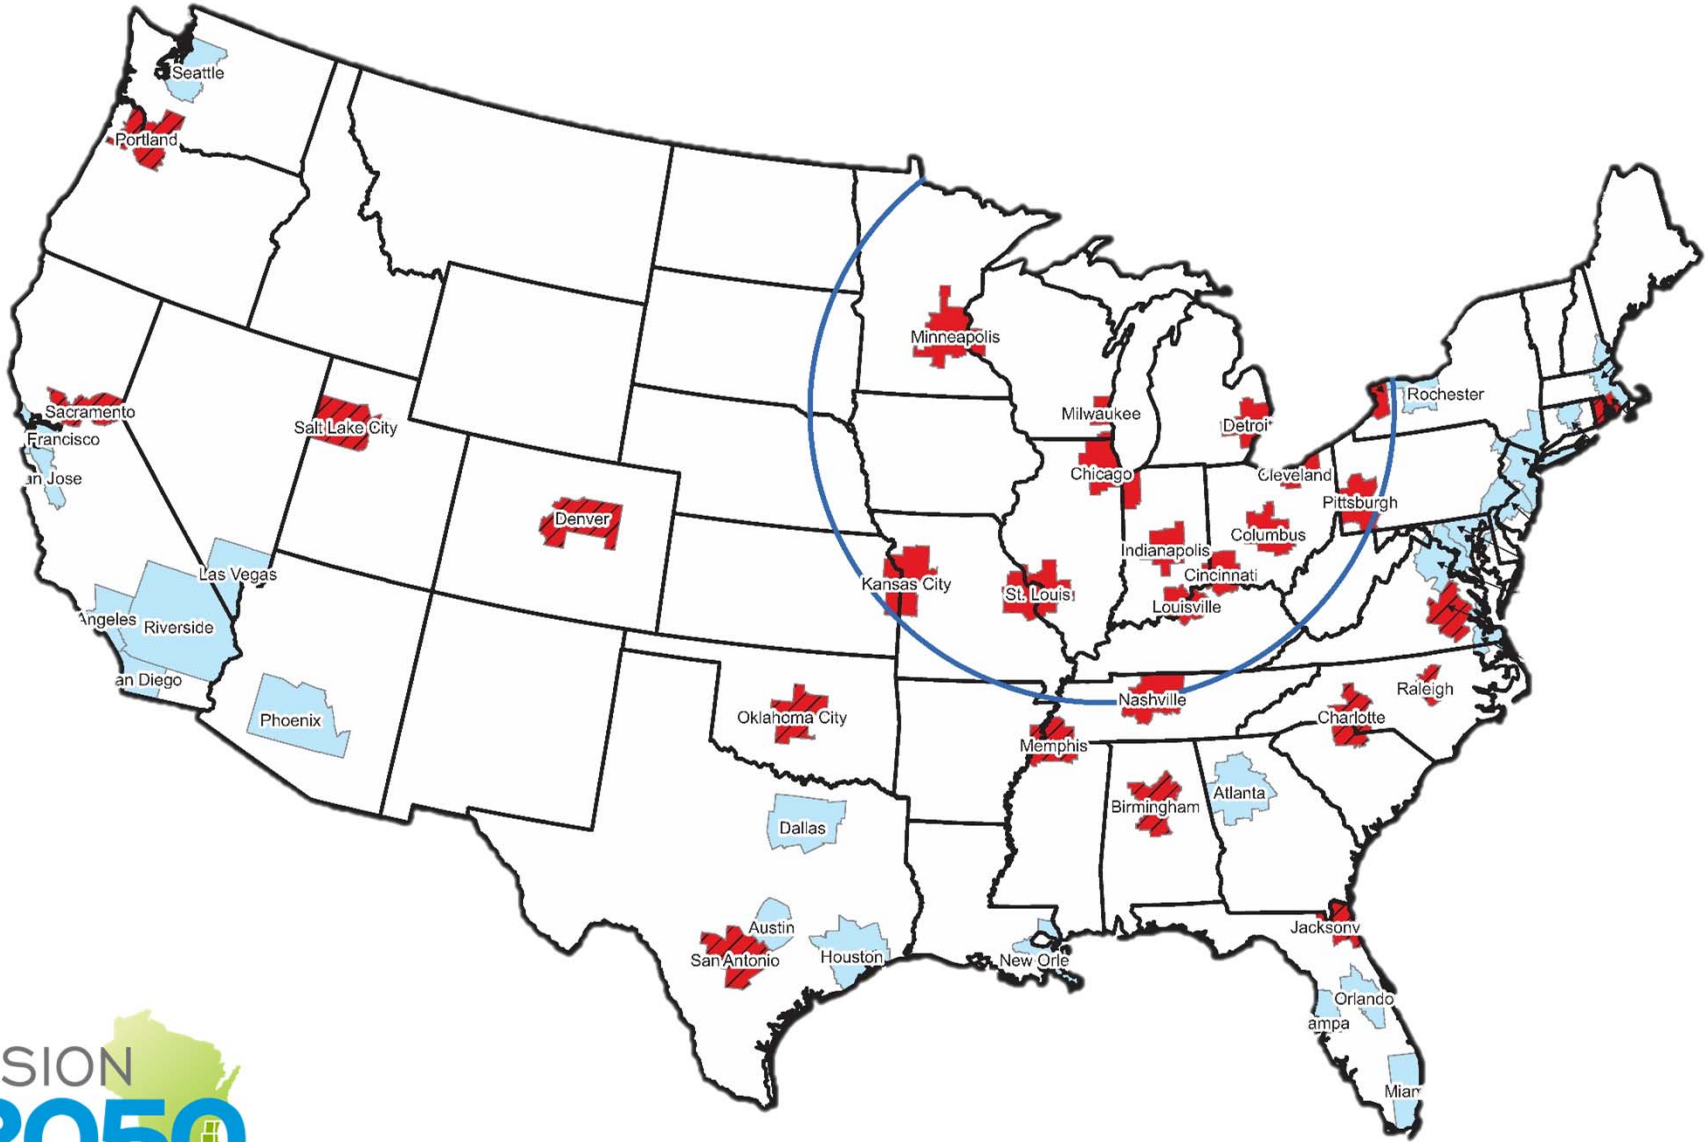 Seattle
Portland
Minneapolis
Rochester
Sacramento
Milwaukee
Salt Lake City
Detroi
Francisco
Chicago
Cleveland
an Jose
Pittsburgh
Denver
Columbus
Indianapolis
Las Vegas
Cincinnati
Kansas City
St. Louis
Louisville
Angeles
Riverside
an Diego
Raleigh
Nashville
Phoenix
Oklahoma City
Charlotte
Memphis
Atlanta
Birmingham
Dallas
Austin
Jacksonv
San Antonio
Houston
New Orle
Orlando
ampa
Miam
SION
2050